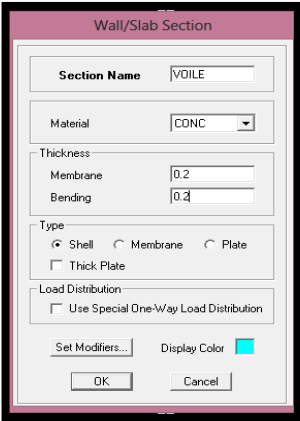 Wall/Slab Section
Section Name VOILE
Material CONC
Thickness
Membrane 0.2
Bending 0.2
Type
Shell Membrane Plate
Thick Plate
Load Distribution
Use Special One-Way Load Distribution
Set Modifiers... Display Color
OK Cancel